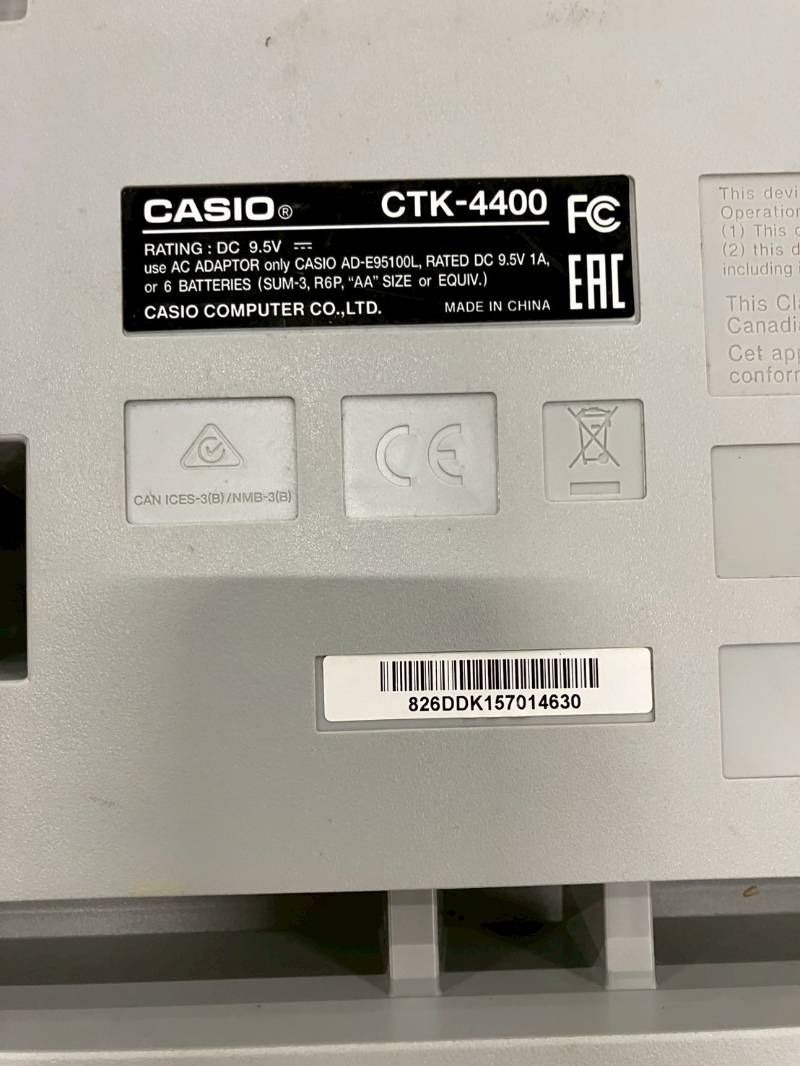 CASIO®
CTK-4400
FC
RATING : DC 9.5V
use AC ADAPTOR only CASIO AD-E95100L, RATED DC 9.5V 1A,
or 6 BATTERIES (SUM-3, R6P, "AA" SIZE or EQUIV.)
EAC
CASIO COMPUTER CO.,LTD.
MADE IN CHINA
This devi
Operation
(1) This
(2) this d
including
This Cl
Canadi
Cet app
conform
CAN ICES-3(B)/NMB-3(B)
CE
826DDK157014630